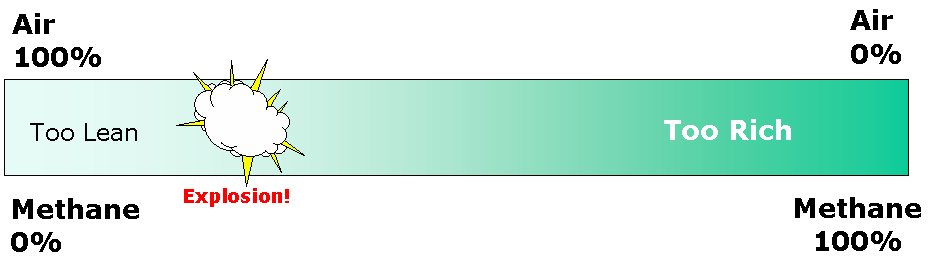 Air
100%
Air
0%
Too Lean
Too Rich
Explosion!
Methane
0%
Methane
100%